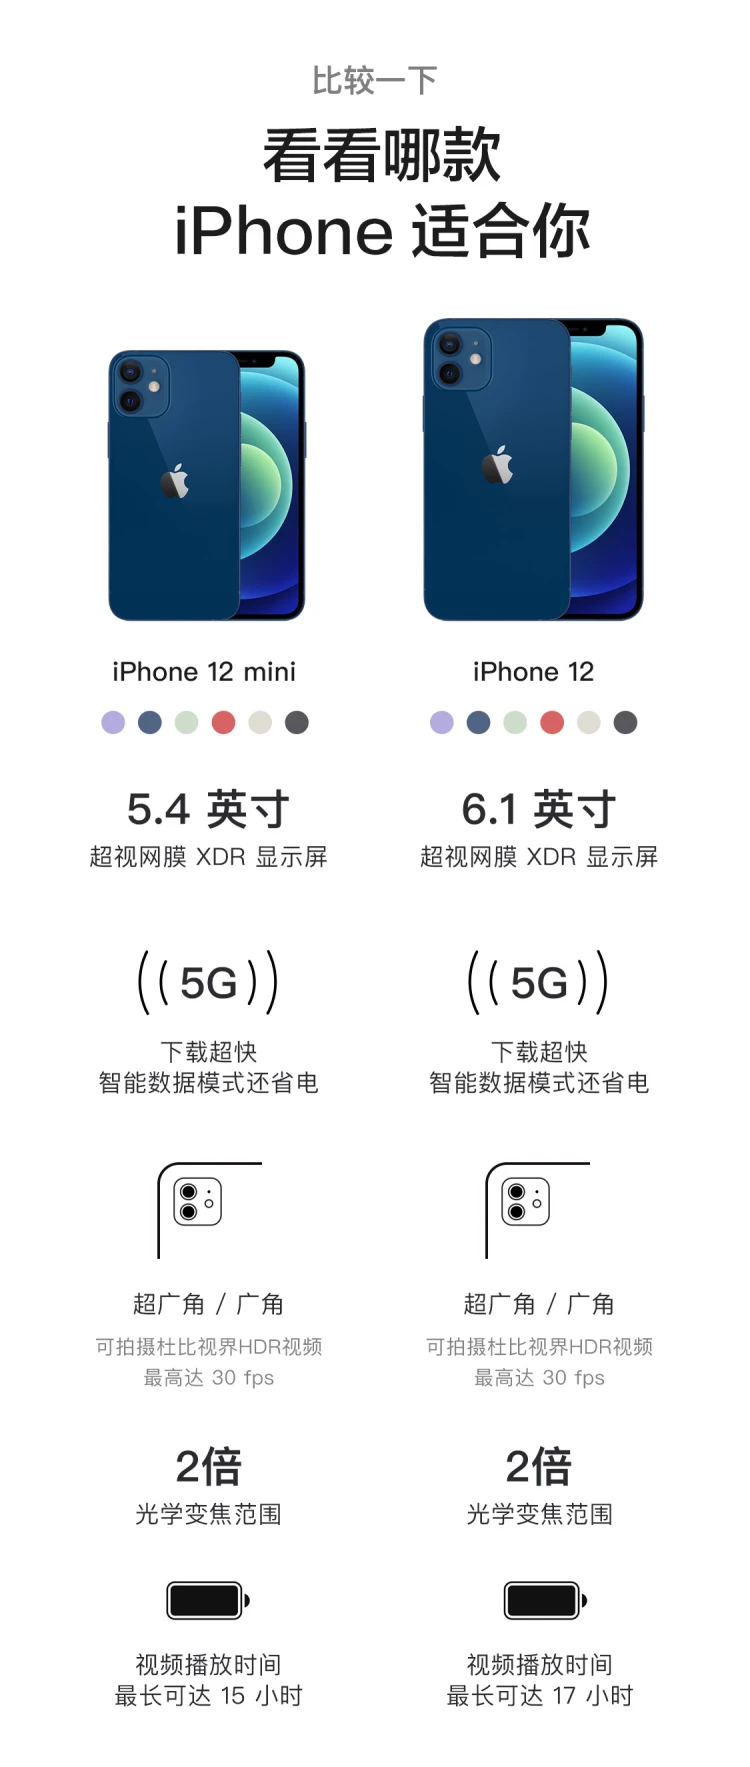 比较一下
看看哪款
iPhone 适合你
iPhone 12 mini
iPhone 12
5.4 英寸
6.1 英寸
超视网膜 XDR 显示屏
超视网膜 XDR 显示屏
5G
5G
下载超快
下载超快
智能数据模式还省电
智能数据模式还省电
超广角 / 广角
超广角 / 广角
可拍摄杜比视界HDR视频
可拍摄杜比视界HDR视频
最高达 30 fps
最高达 30 fps
2倍
2倍
光学变焦范围
光学变焦范围
视频播放时间
视频播放时间
最长可达 15 小时
最长可达 17 小时